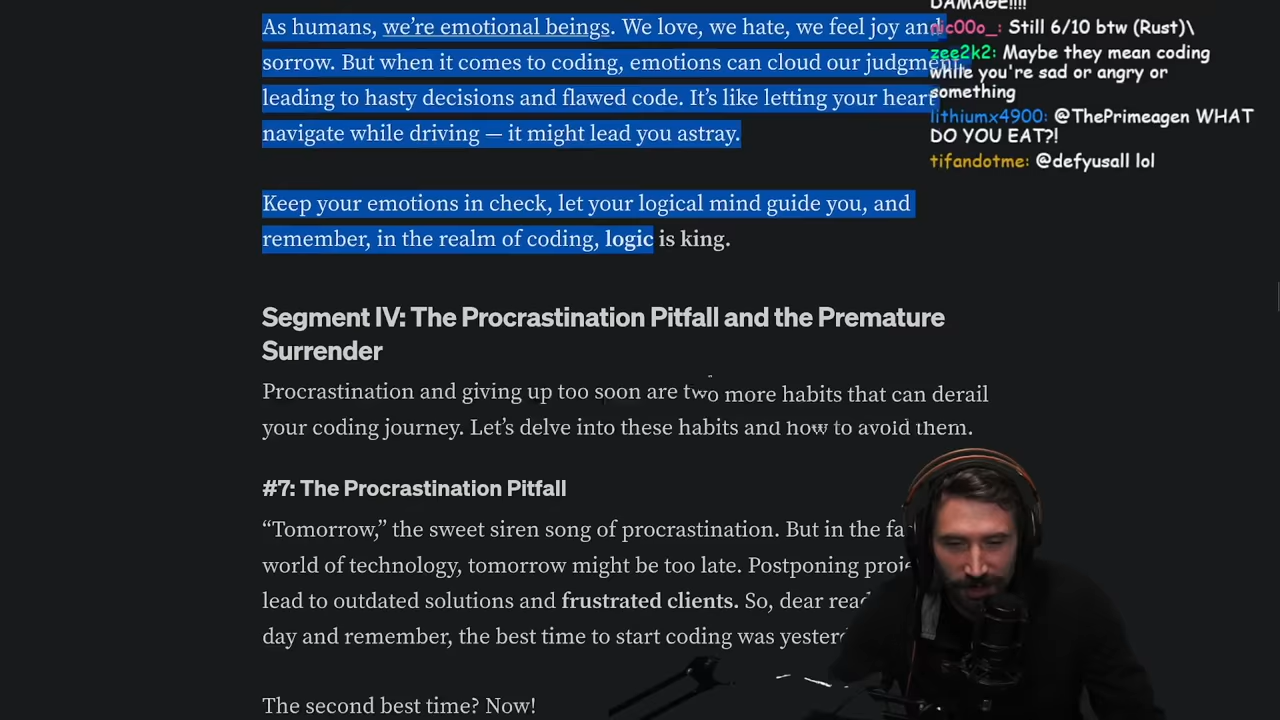 As humans, we're emotional beings. We love, we hate, we feel joy and
sorrow. But when it comes to coding, emotions can cloud our judgment,
leading to hasty decisions and flawed code. It's like letting your heart
navigate while driving — it might lead you astray.
Keep your emotions in check, let your logical mind guide you, and
remember, in the realm of coding, logic is king.
Segment IV: The Procrastination Pitfall and the Premature
Surrender
Procrastination and giving up too soon are two more habits that can derail
your coding journey. Let's delve into these habits and how to avoid them.
#7: The Procrastination Pitfall
“Tomorrow,” the sweet siren song of procrastination. But in the
world of technology, tomorrow might be too late. Postponing
lead to outdated solutions and frustrated clients. So, dear
day and remember, the best time to start coding was
The second best time? Now!
DAMAGE!!!!
nic00o_: Still 6/10 btw (Rust)\
zee2k2: Maybe they mean coding
while you're sad or angry or
something
lithiumx4900: @ThePrimeagen WHAT
DO YOU EAT?!
tifandotme: @defyusall lol